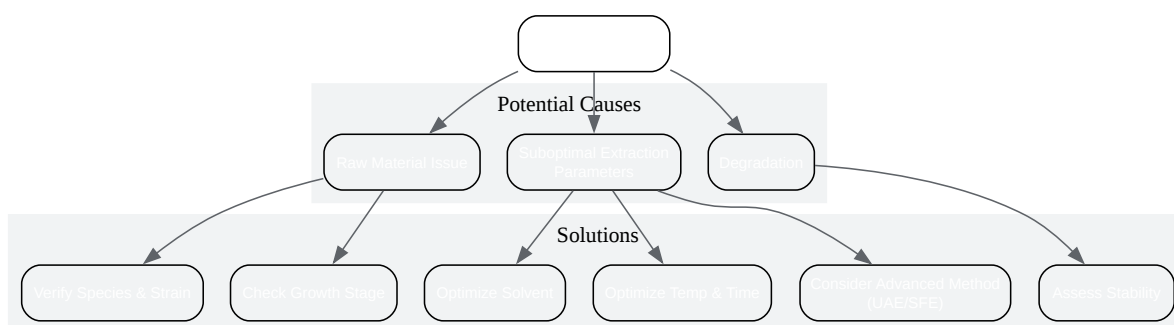 Potential Causes
Raw Material Issue
Suboptimal Extraction
Parameters
Degradation
Solutions
Verify Species & Strain
Check Growth Stage
Optimize Solvent
Optimize Temp & Time
Consider Advanced Method
(UAE/SFE)
Assess Stability